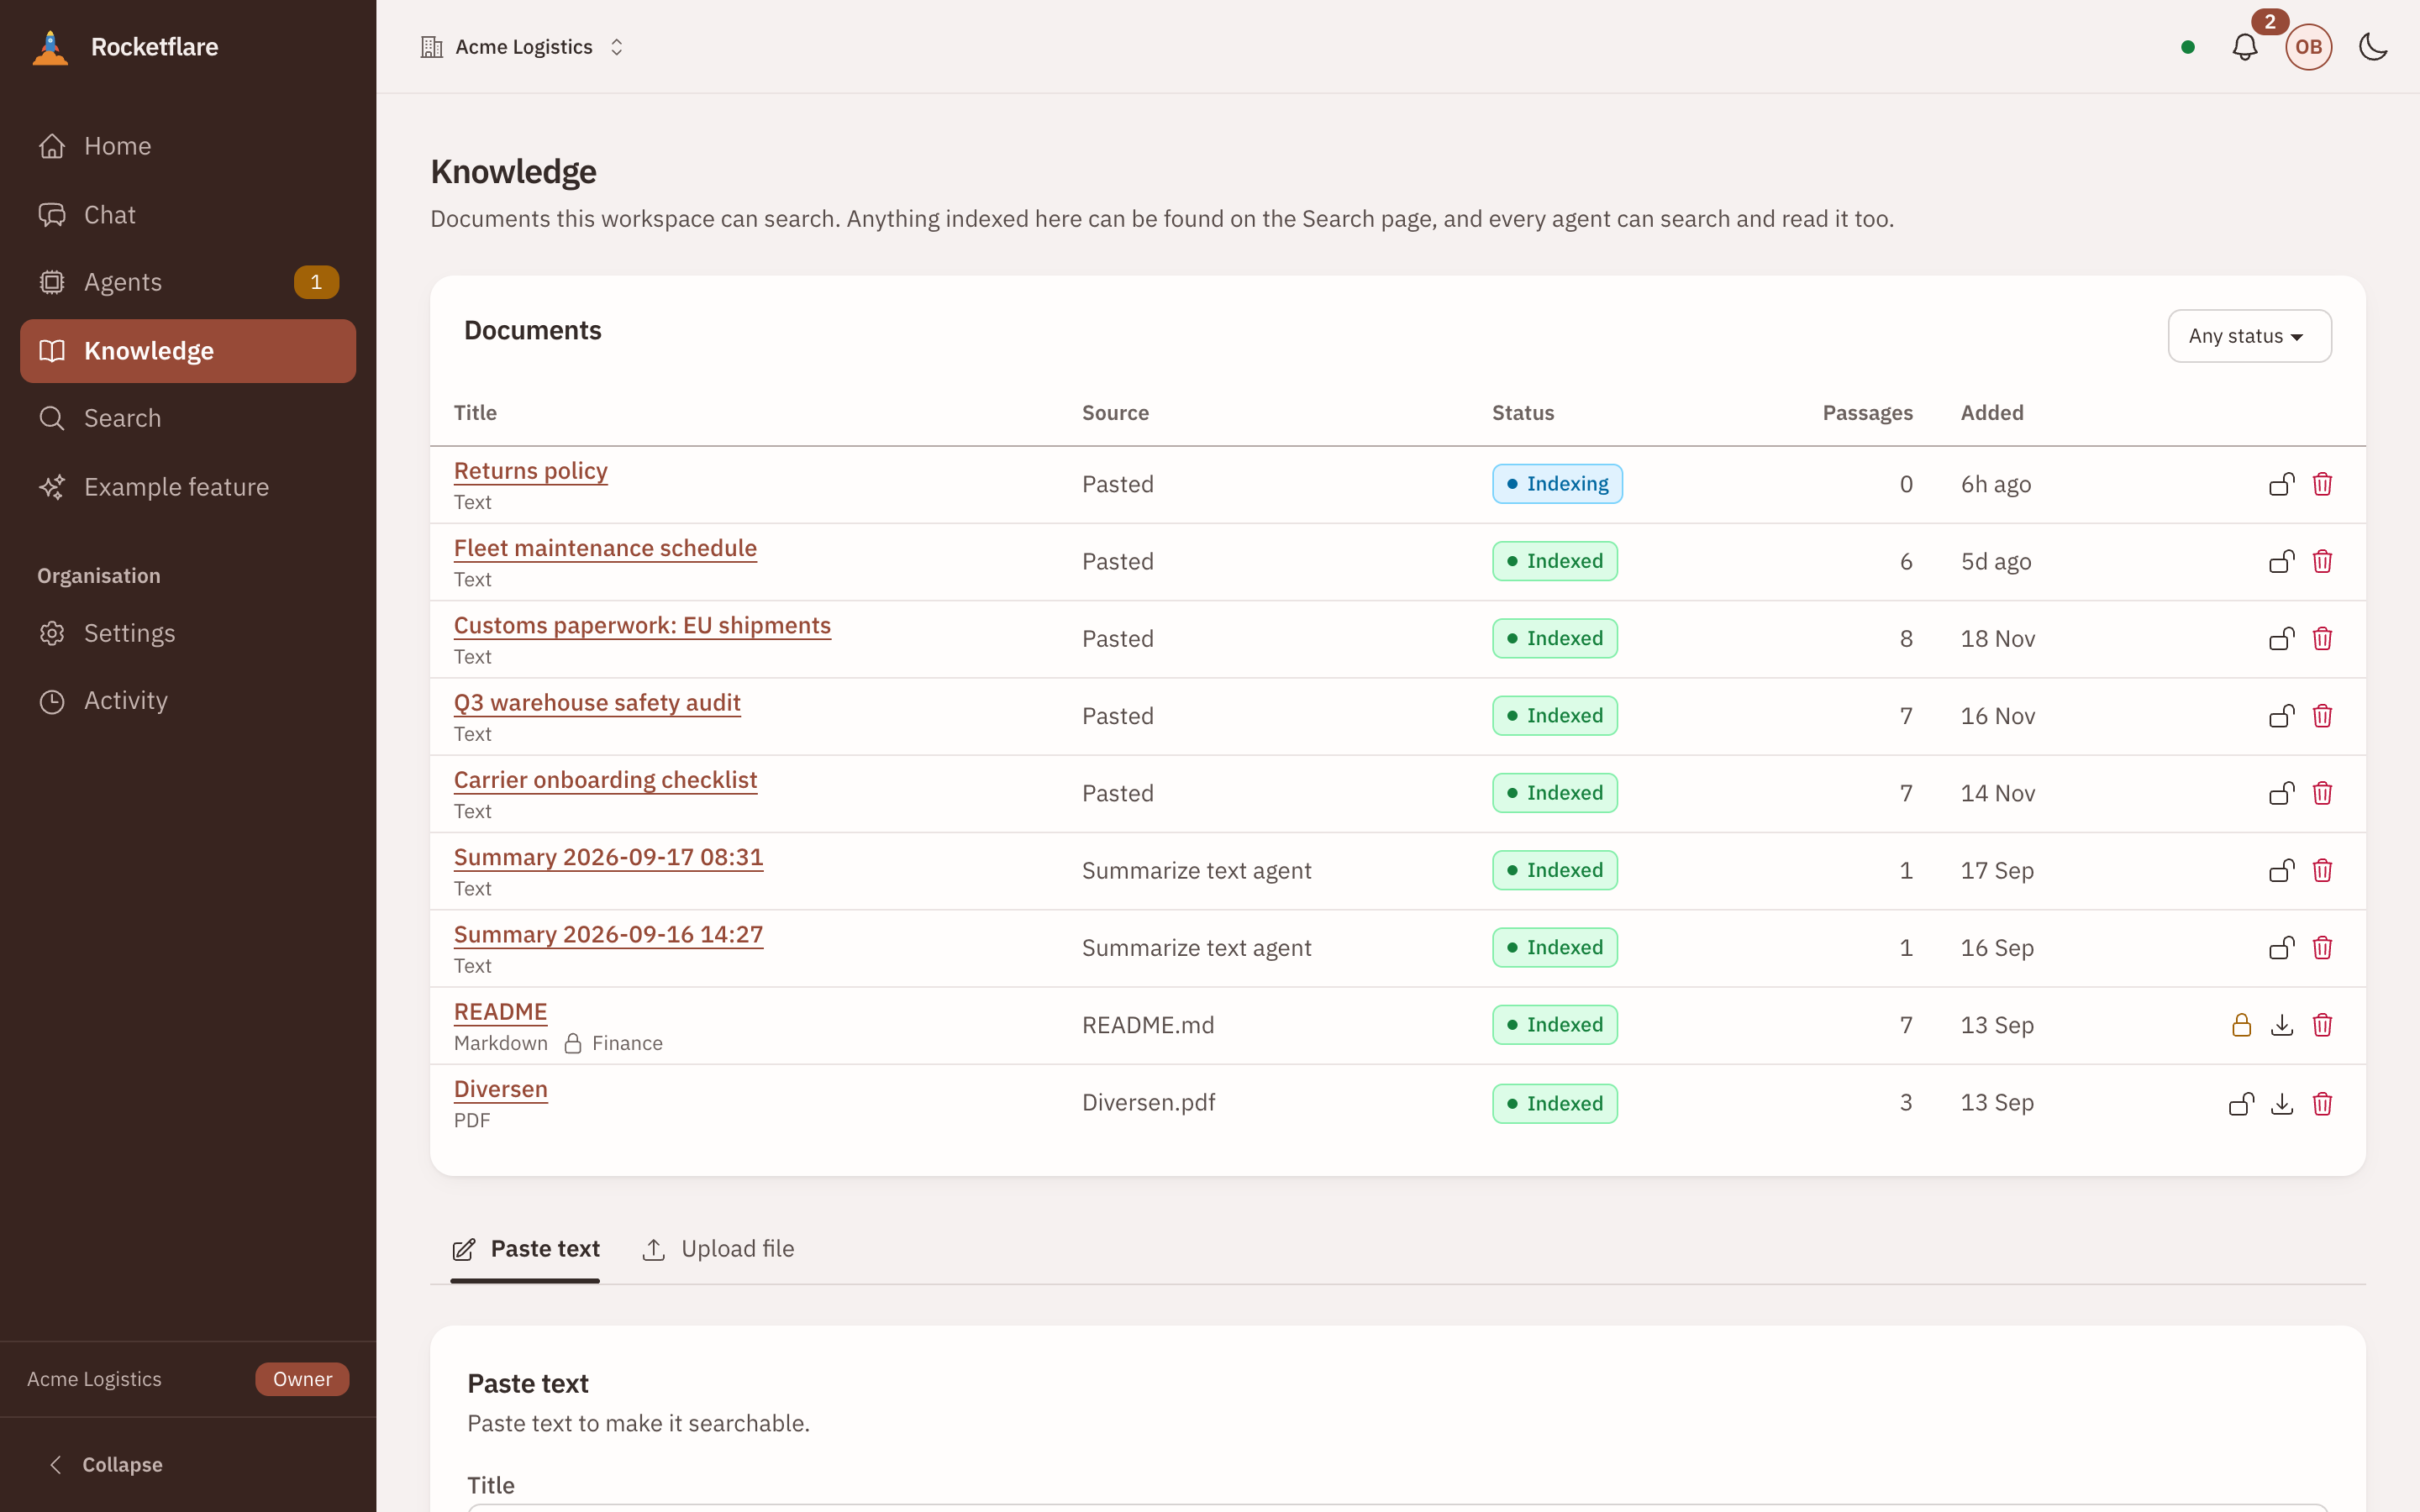 Rocketflare
Acme Logistics
2
OB
Home
Chat
Agents 1
Knowledge
Search
Example feature
Organisation
Settings
Activity
Acme Logistics Owner
Collapse
Knowledge
Documents this workspace can search. Anything indexed here can be found on the Search page, and every agent can search and read it too.
Documents
Any status
Title Source Status Passages Added
Returns policy
Text
Pasted Indexing 0 6h ago
Fleet maintenance schedule
Text
Pasted Indexed 6 5d ago
Customs paperwork: EU shipments
Text
Pasted Indexed 8 18 Nov
Q3 warehouse safety audit
Text
Pasted Indexed 7 16 Nov
Carrier onboarding checklist
Text
Pasted Indexed 7 14 Nov
Summary 2026-09-17 08:31
Text
Summarize text agent Indexed 1 17 Sep
Summary 2026-09-16 14:27
Text
Summarize text agent Indexed 1 16 Sep
README
Markdown Finance
README.md Indexed 7 13 Sep
Diversen
PDF
Diversen.pdf Indexed 3 13 Sep
Paste text Upload file
Paste text
Paste text to make it searchable.
Title